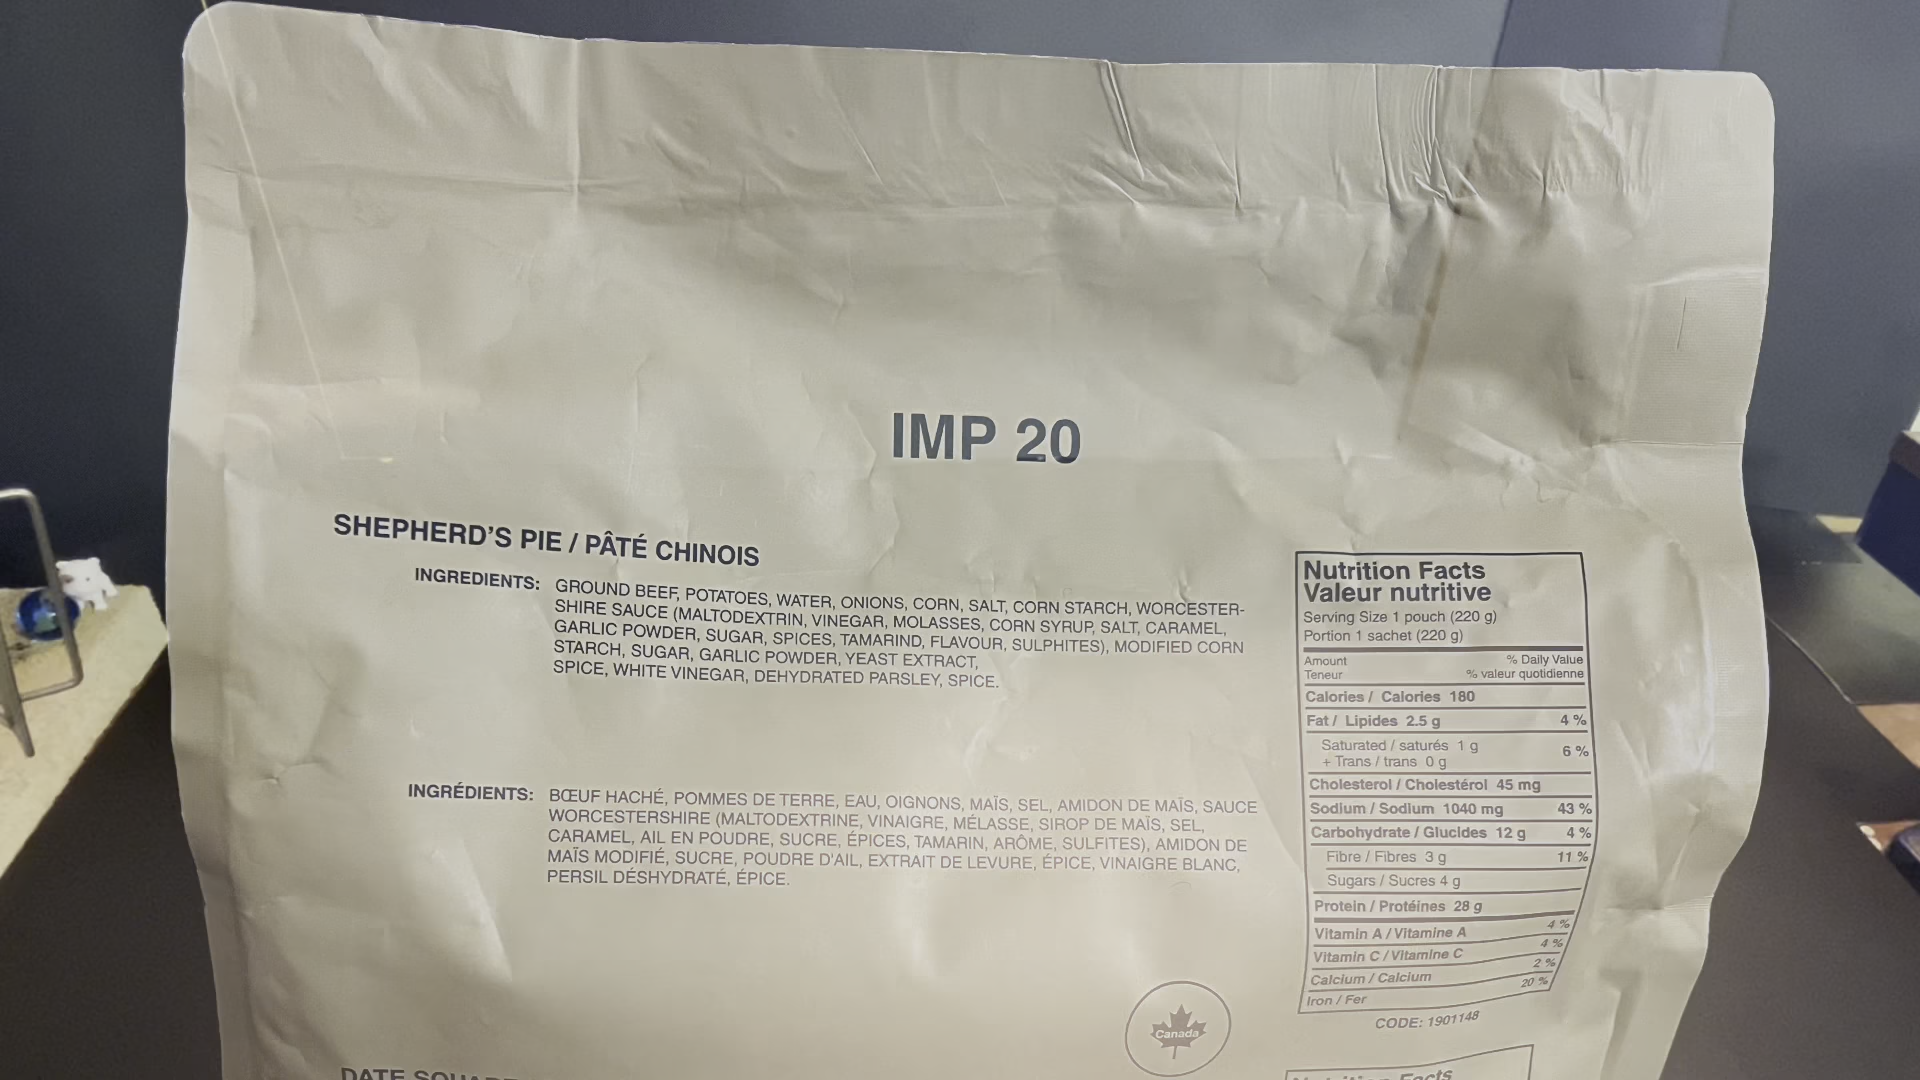 IMP 20
SHEPHERD'S PIE / PÂTÉ CHINOIS
INGREDIENTS: GROUND BEEF, POTATOES, WATER, ONIONS, CORN, SALT, CORN STARCH, WORCESTER-
SHIRE SAUCE (MALTODEXTRIN, VINEGAR, MOLASSES, CORN SYRUP, SALT, CARAMEL,
GARLIC POWDER, SUGAR, SPICES, TAMARIND, FLAVOUR, SULPHITES), MODIFIED CORN
STARCH, SUGAR, GARLIC POWDER, YEAST EXTRACT,
SPICE, WHITE VINEGAR, DEHYDRATED PARSLEY, SPICE.
INGRÉDIENTS: BŒUF HACHÉ, POMMES DE TERRE, EAU, OIGNONS, MAÏS, SEL, AMIDON DE MAÏS, SAUCE
WORCESTERSHIRE (MALTODEXTRINE, VINAIGRE, MÉLASSE, SIROP DE MAÏS, SEL,
CARAMEL, AIL EN POUDRE, SUCRE, ÉPICES, TAMARIN, ARÔME, SULFITES), AMIDON DE
MAÏS MODIFIÉ, SUCRE, POUDRE D'AIL, EXTRAIT DE LEVURE, ÉPICE, VINAIGRE BLANC,
PERSIL DÉSHYDRATÉ, ÉPICE.
Nutrition Facts
Valeur nutritive
Serving Size 1 pouch (220 g)
Portion 1 sachet (220 g)
Amount % Daily Value
Teneur % valeur quotidienne
Calories / Calories 180
Fat / Lipides 2.5 g 4 %
Saturated / saturés 1 g 6 %
+ Trans / trans 0 g
Cholesterol / Cholestérol 45 mg
Sodium / Sodium 1040 mg 43 %
Carbohydrate / Glucides 12 g 4 %
Fibre / Fibres 3 g 11 %
Sugars / Sucres 4 g
Protein / Protéines 28 g
Vitamin A / Vitamine A 4 %
Vitamin C / Vitamine C 4 %
Calcium / Calcium 2 %
Iron / Fer 20 %
CODE: 1901148
Canada
DATE
Facts